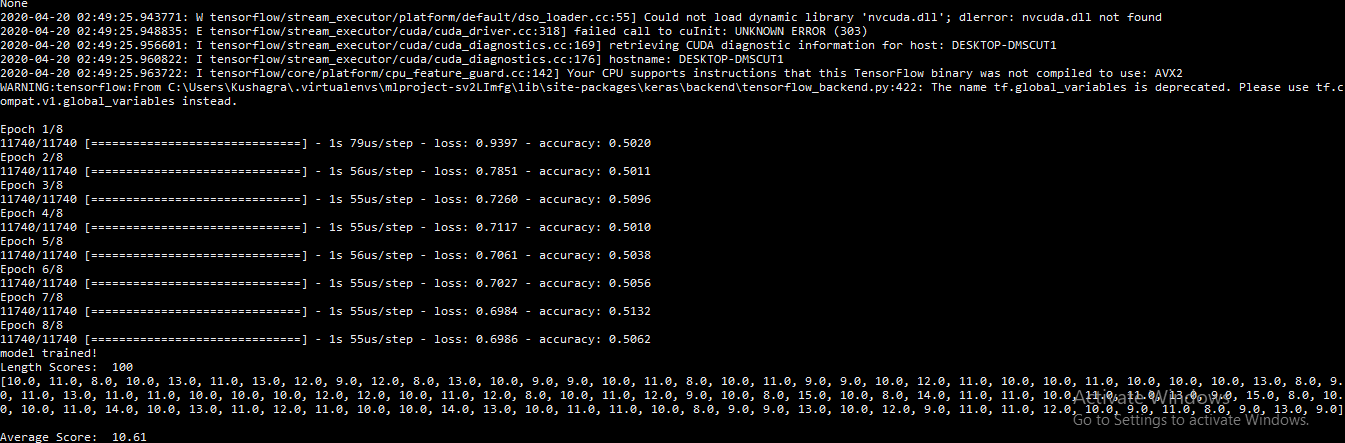 None
2020-04-20 02:49:25.943771: W tensorflow/stream_executor/platform/default/dso_loader.cc:55] Could not load dynamic library 'nvcuda.dll'; dlerror: nvcuda.dll not found
2020-04-20 02:49:25.948835: E tensorflow/stream_executor/cuda/cuda_driver.cc:318] failed call to cuInit: UNKNOWN ERROR (303)
2020-04-20 02:49:25.956601: I tensorflow/stream_executor/cuda/cuda_diagnostics.cc:169] retrieving CUDA diagnostic information for host: DESKTOP-DMSCUT1
2020-04-20 02:49:25.960822: I tensorflow/stream_executor/cuda/cuda_diagnostics.cc:176] hostname: DESKTOP-DMSCUT1
2020-04-20 02:49:25.963722: I tensorflow/core/platform/cpu_feature_guard.cc:142] Your CPU supports instructions that this TensorFlow binary was not compiled to use: AVX2
WARNING:tensorflow:From C:\Users\Kushagra\.virtualenvs\mlproject-sv2LImfg\lib\site-packages\keras\backend\tensorflow_backend.py:422: The name tf.global_variables is deprecated. Please use tf.c
ompat.v1.global_variables instead.
Epoch 1/8
11740/11740 [==============================] - 1s 79us/step - loss: 0.9397 - accuracy: 0.5020
Epoch 2/8
11740/11740 [==============================] - 1s 56us/step - loss: 0.7851 - accuracy: 0.5011
Epoch 3/8
11740/11740 [==============================] - 1s 55us/step - loss: 0.7260 - accuracy: 0.5096
Epoch 4/8
11740/11740 [==============================] - 1s 55us/step - loss: 0.7117 - accuracy: 0.5010
Epoch 5/8
11740/11740 [==============================] - 1s 56us/step - loss: 0.7061 - accuracy: 0.5038
Epoch 6/8
11740/11740 [==============================] - 1s 55us/step - loss: 0.7027 - accuracy: 0.5056
Epoch 7/8
11740/11740 [==============================] - 1s 55us/step - loss: 0.6984 - accuracy: 0.5132
Epoch 8/8
11740/11740 [==============================] - 1s 55us/step - loss: 0.6986 - accuracy: 0.5062
model trained!
Length Scores:  100
[10.0, 11.0, 8.0, 10.0, 13.0, 11.0, 13.0, 12.0, 9.0, 12.0, 8.0, 13.0, 10.0, 9.0, 9.0, 10.0, 11.0, 8.0, 10.0, 11.0, 9.0, 9.0, 10.0, 12.0, 11.0, 10.0, 10.0, 11.0, 10.0, 10.0, 10.0, 13.0, 8.0, 9.
0, 11.0, 13.0, 11.0, 11.0, 10.0, 10.0, 10.0, 12.0, 12.0, 10.0, 11.0, 8.0, 10.0, 11.0, 12.0, 9.0, 10.0, 8.0, 15.0, 10.0, 8.0, 14.0, 11.0, 11.0, 10.0, 11.0, 13.0, 13.0, 9.0, 15.0, 8.0, 10.
0, 10.0, 11.0, 14.0, 10.0, 13.0, 11.0, 12.0, 11.0, 10.0, 10.0, 14.0, 13.0, 10.0, 11.0, 11.0, 10.0, 8.0, 9.0, 9.0, 13.0, 10.0, 12.0, 9.0, 11.0, 11.0, 12.0, 10.0, 9.0, 11.0, 8.0, 9.0, 13.0, 9.0]
Average Score:  10.61
Activate Windows
Go to Settings to activate Windows.